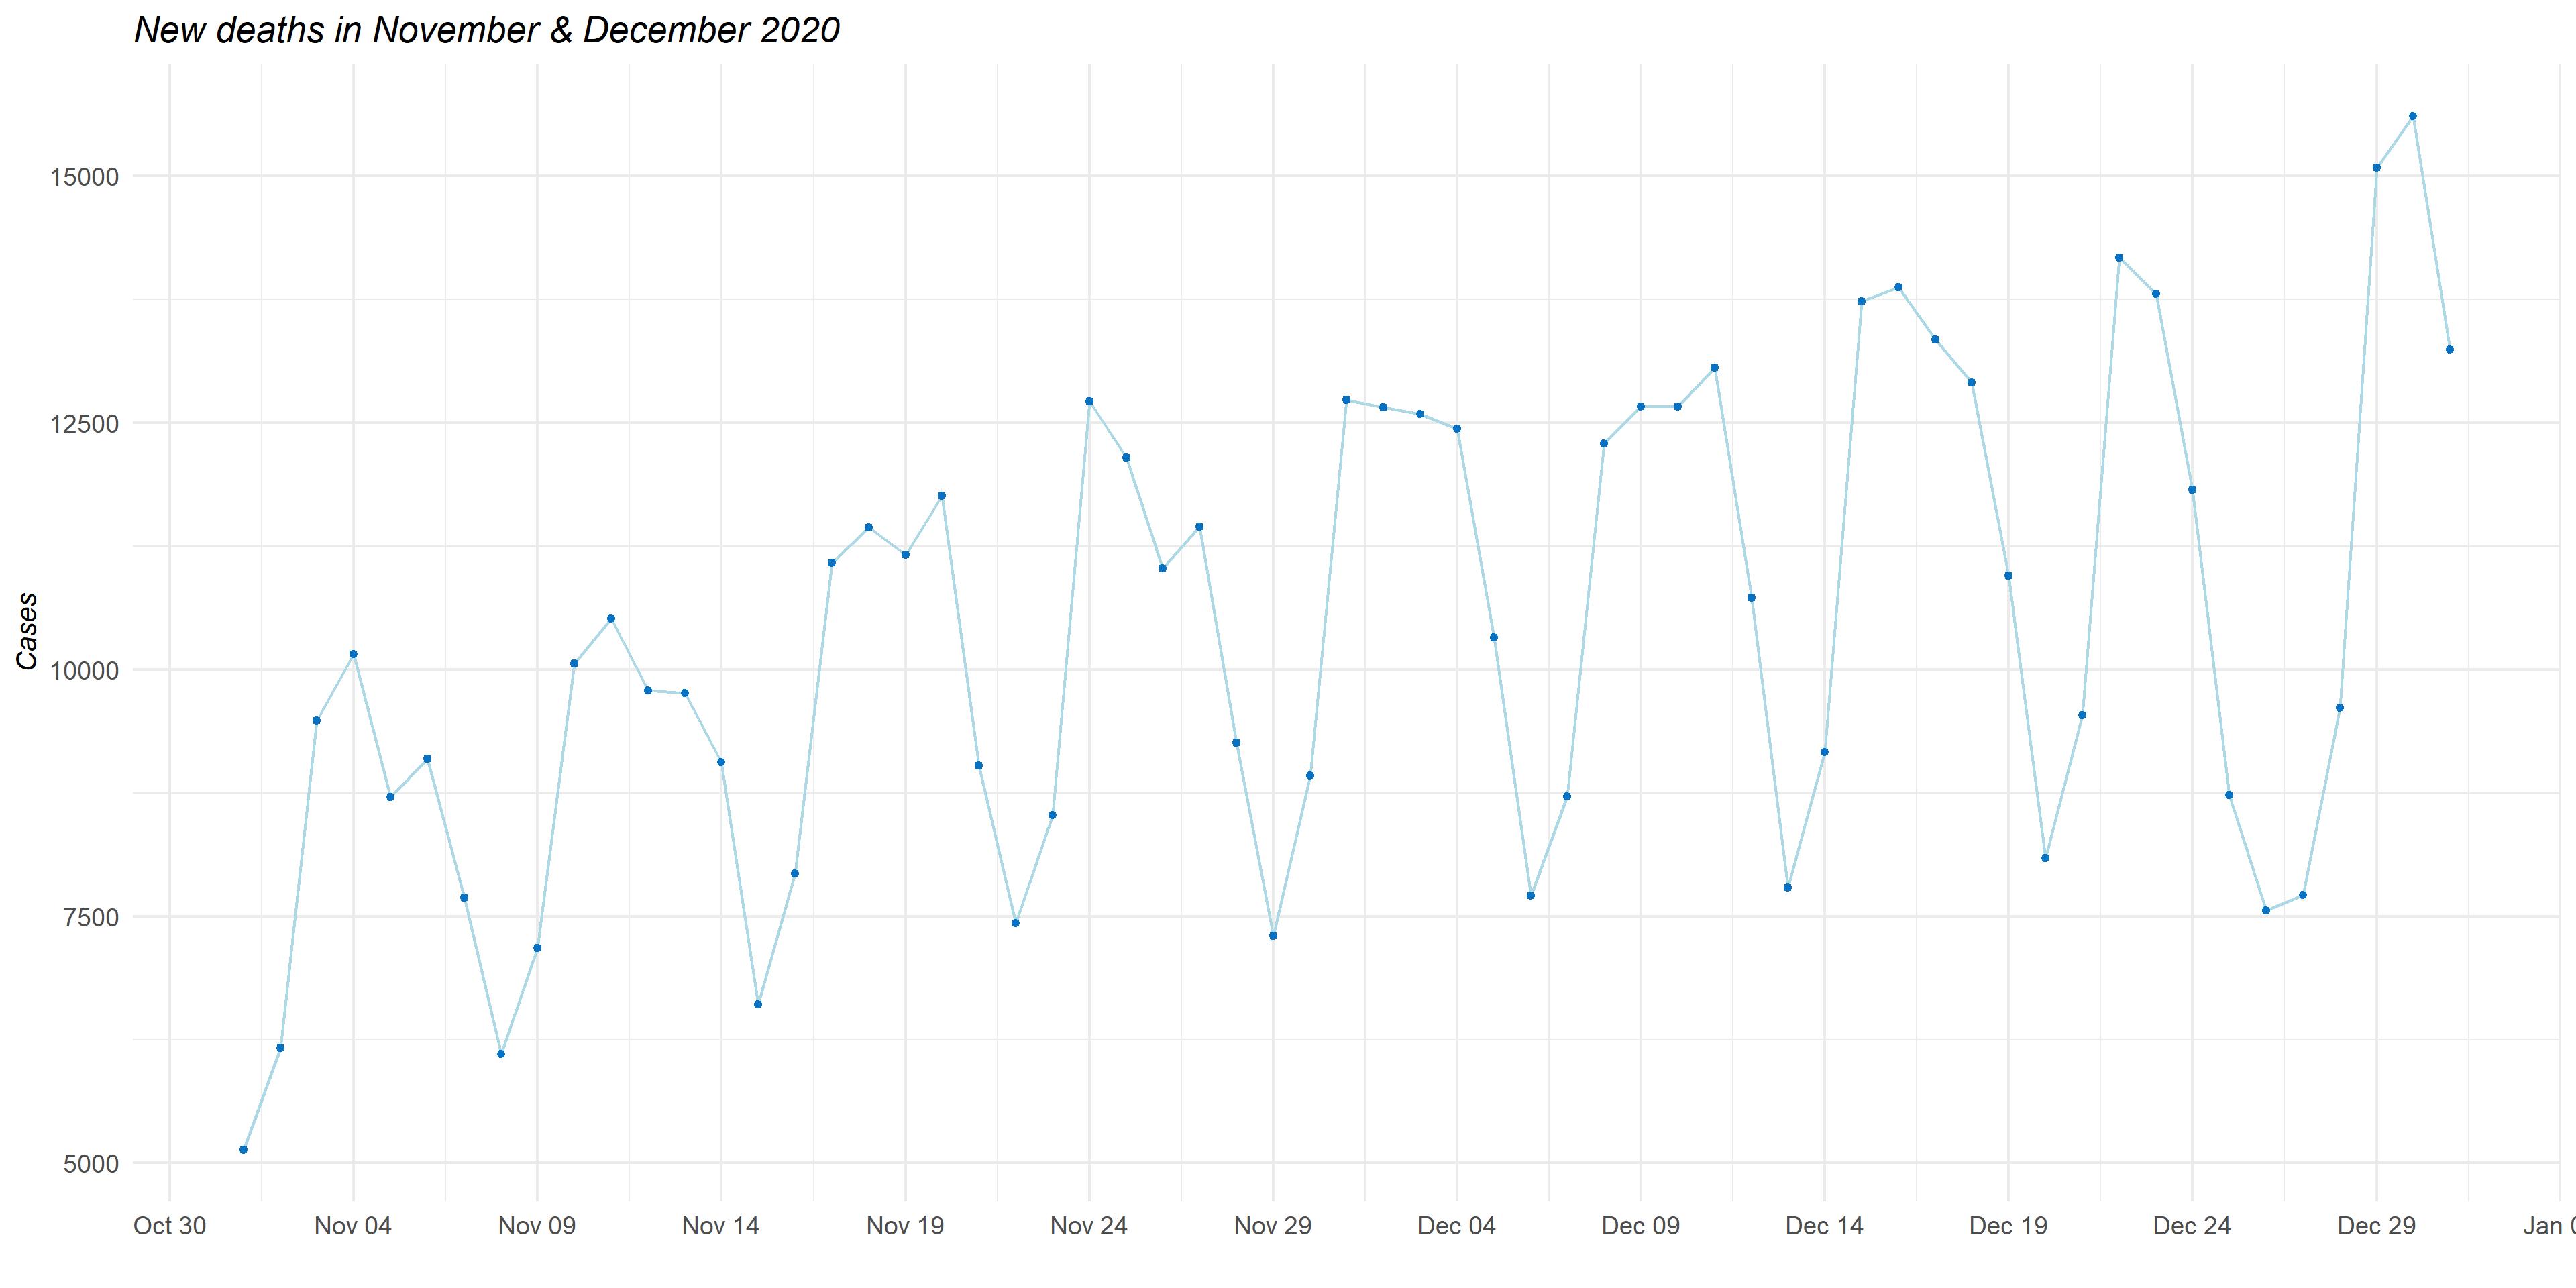 New deaths in November & December 2020
Cases
15000
12500
10000
7500
5000
Oct 30 Nov 04 Nov 09 Nov 14 Nov 19 Nov 24 Nov 29 Dec 04 Dec 09 Dec 14 Dec 19 Dec 24 Dec 29 Jan